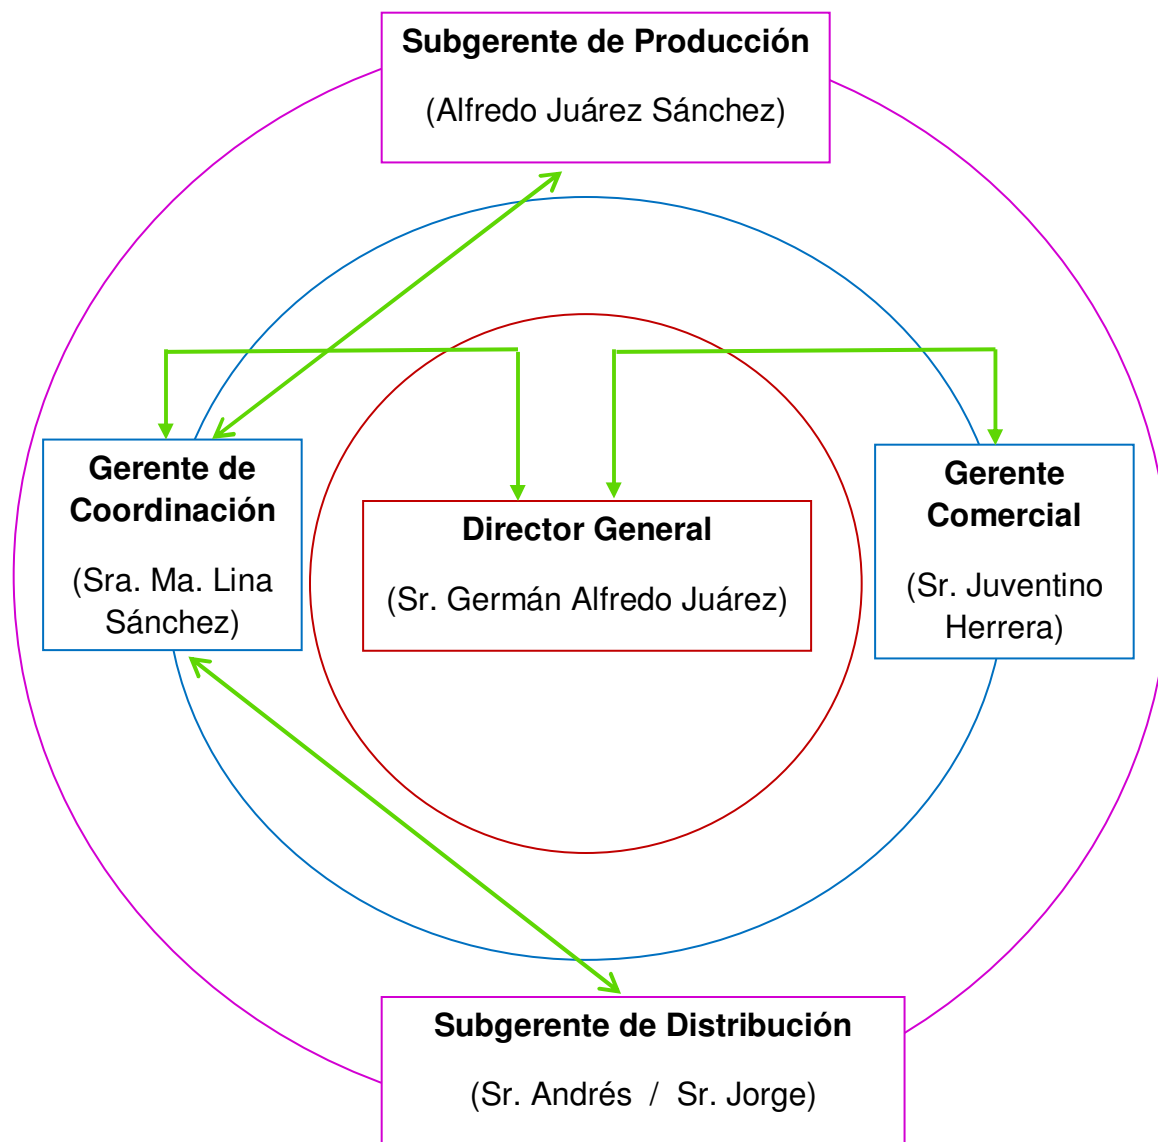 Subgerente de Producción
(Alfredo Juárez Sánchez)
Gerente de
Coordinación
(Sra. Ma. Lina
Sánchez)
Director General
(Sr. Germán Alfredo Juárez)
Gerente
Comercial
(Sr. Juventino
Herrera)
Subgerente de Distribución
(Sr. Andrés / Sr. Jorge)